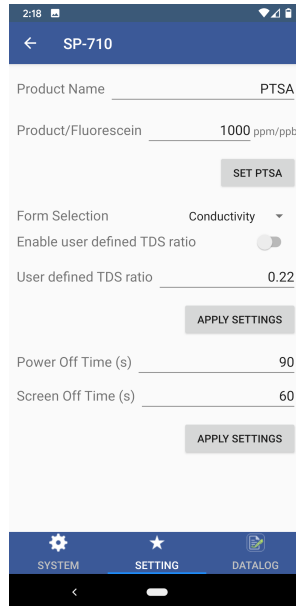 2:18
SP-710
Product Name PTSA
Product/Fluorescein 1000 ppm/ppb
SET PTSA
Form Selection Conductivity
Enable user defined TDS ratio
User defined TDS ratio 0.22
APPLY SETTINGS
Power Off Time (s) 90
Screen Off Time (s) 60
APPLY SETTINGS
SYSTEM SETTING DATALOG